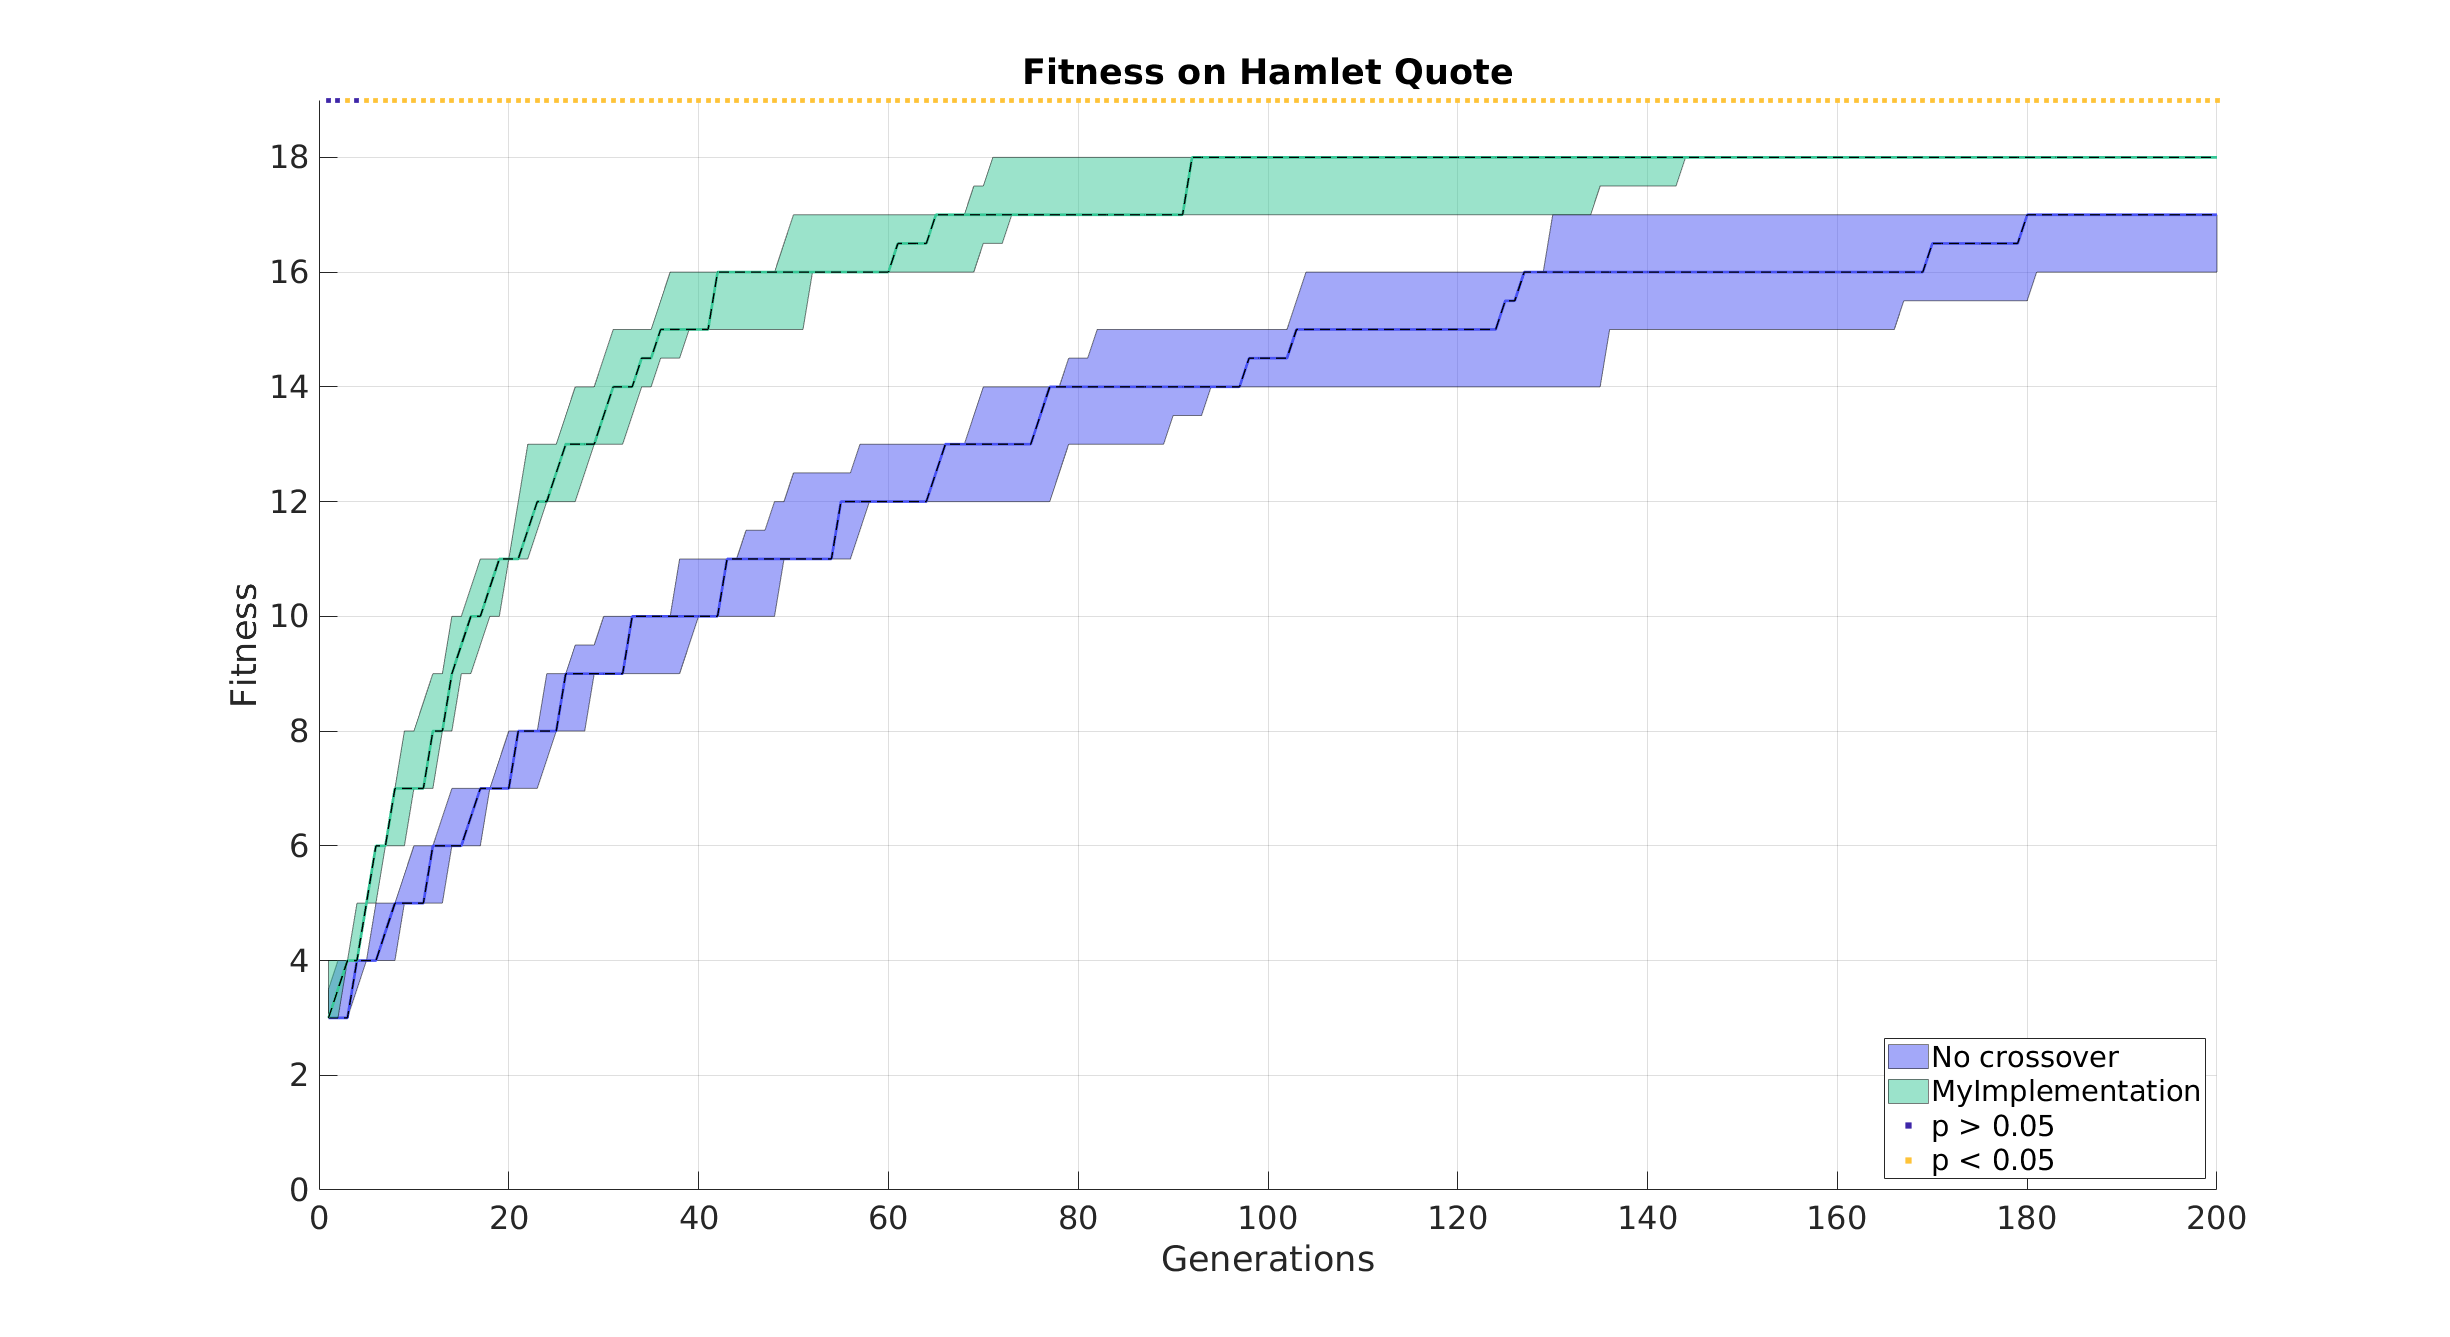 Fitness on Hamlet Quote
18
16
14
12
10
8
6
4
2
0
Fitness
0 20 40 60 80 100 120 140 160 180 200
Generations
No crossover
MyImplementation
p > 0.05
p < 0.05